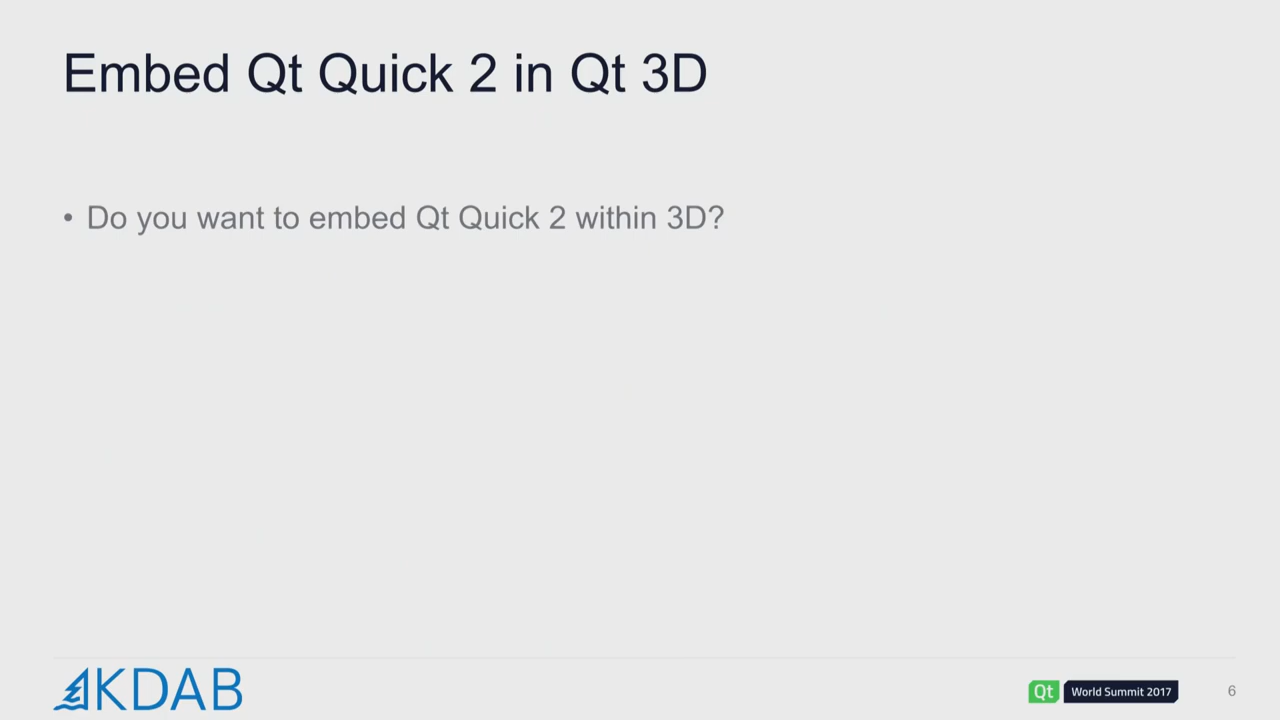 Embed Qt Quick 2 in Qt 3D
• Do you want to embed Qt Quick 2 within 3D?
KDAB
Qt World Summit 2017
6